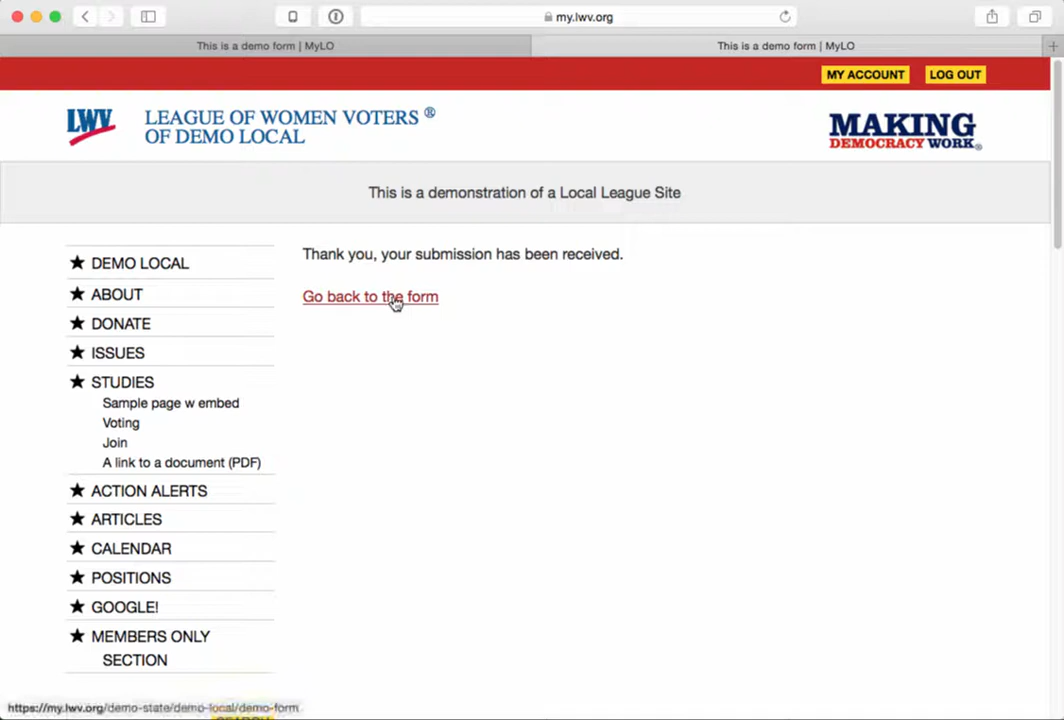 my.lwv.org
This is a demo form | MyLO
This is a demo form | MyLO
MY ACCOUNT
LOG OUT
LWV
LEAGUE OF WOMEN VOTERS ®
OF DEMO LOCAL
MAKING
DEMOCRACY WORK®
This is a demonstration of a Local League Site
★ DEMO LOCAL
★ ABOUT
★ DONATE
★ ISSUES
★ STUDIES
Sample page w embed
Voting
Join
A link to a document (PDF)
★ ACTION ALERTS
★ ARTICLES
★ CALENDAR
★ POSITIONS
★ GOOGLE!
★ MEMBERS ONLY
SECTION
Thank you, your submission has been received.
Go back to the form
https://my.lwv.org/demo-state/demo-local/demo-form
SEARCH